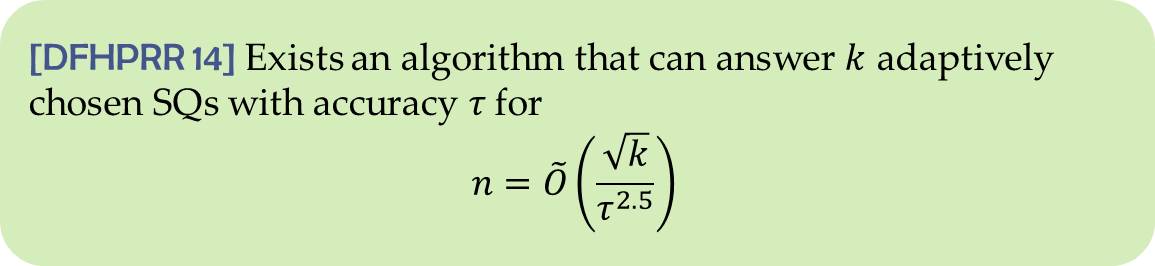 [DFHPRR 14] Exists an algorithm that can answer k adaptively
chosen SQs with accuracy τ for
n = Õ(√k / τ^2.5)